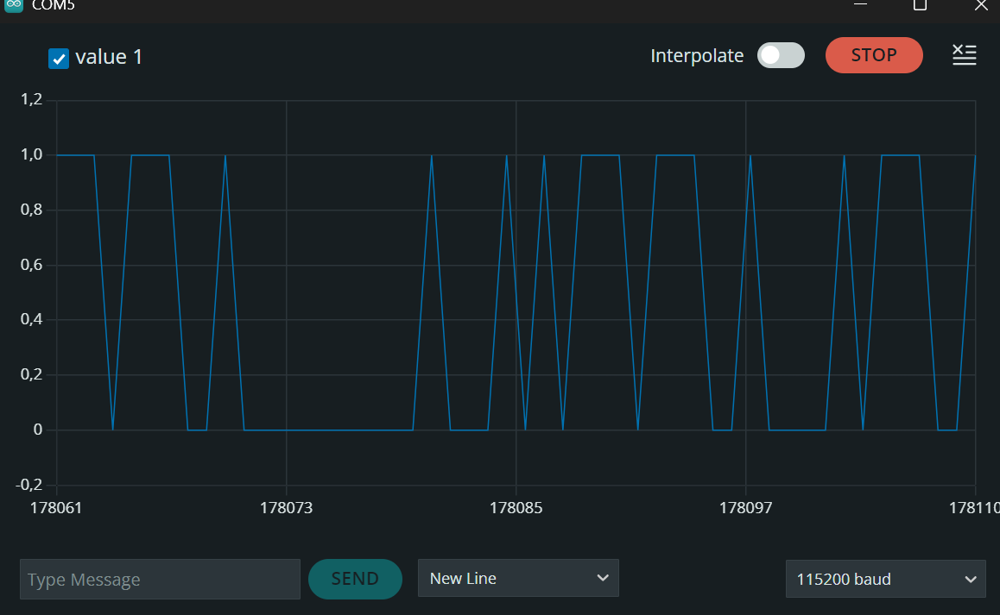 COM5
value 1
Interpolate
STOP
1,2
1,0
0,8
0,6
0,4
0,2
0
-0,2
178061 178073 178085 178097 178110
Type Message
SEND
New Line
115200 baud